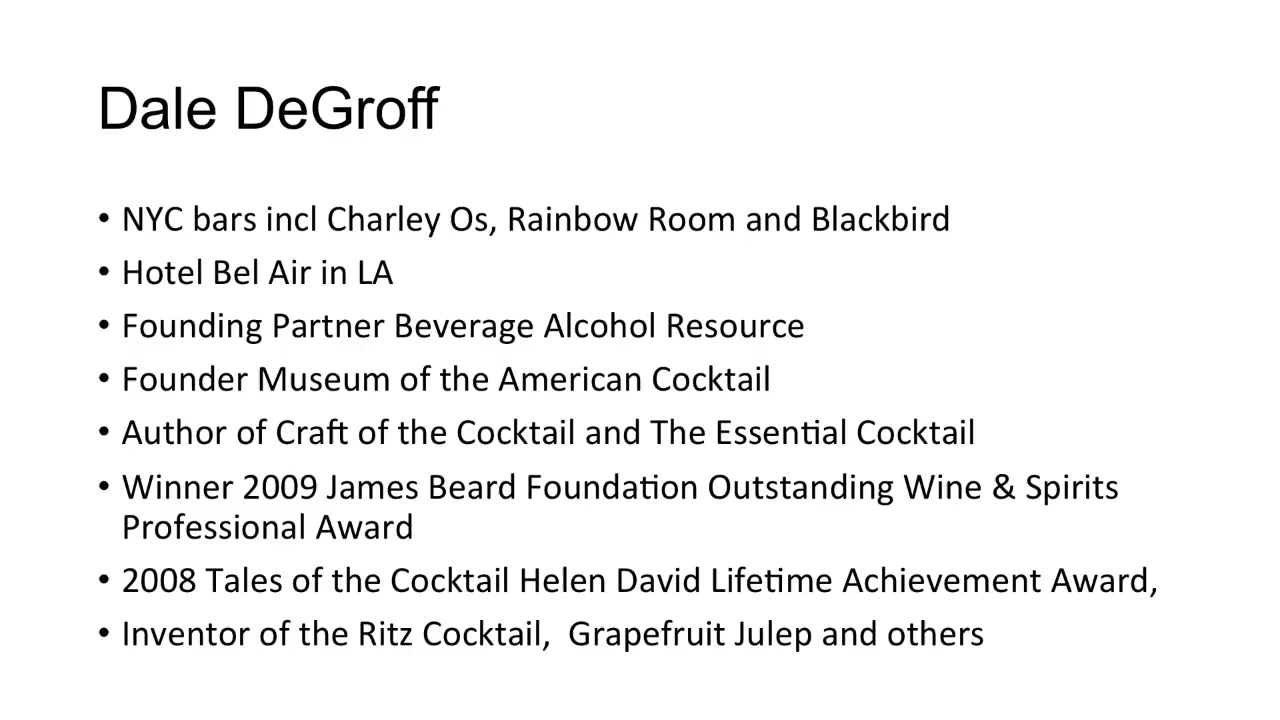 Dale DeGroff
• NYC bars incl Charley Os, Rainbow Room and Blackbird
• Hotel Bel Air in LA
• Founding Partner Beverage Alcohol Resource
• Founder Museum of the American Cocktail
• Author of Craft of the Cocktail and The Essential Cocktail
• Winner 2009 James Beard Foundation Outstanding Wine & Spirits
Professional Award
• 2008 Tales of the Cocktail Helen David Lifetime Achievement Award,
• Inventor of the Ritz Cocktail,  Grapefruit Julep and others